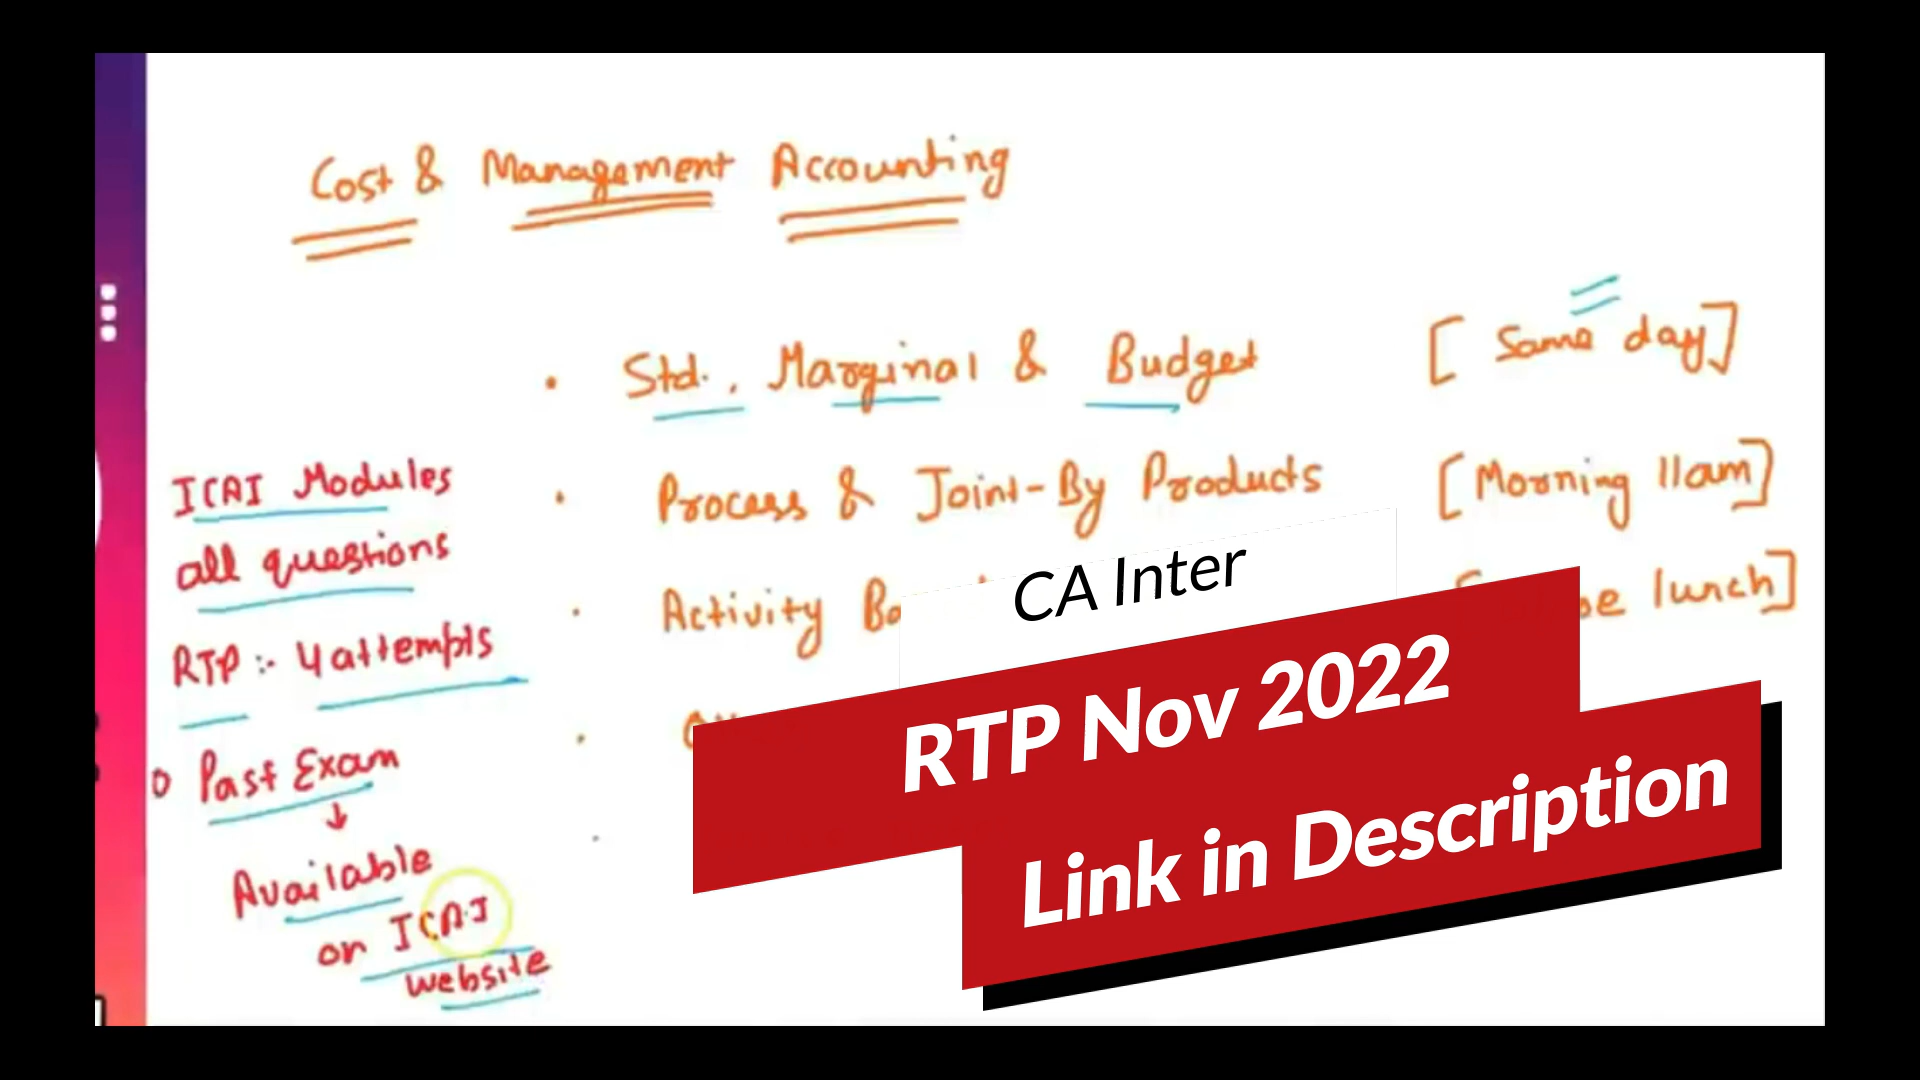 Cost & Management Accounting
• Std. Marginal & Budget [Same day]
• Process & Joint-By Products [Morning 11am]
• Activity lunch]
ICAI Modules
all questions
RTP :- 4 attempts
Past Exam
↓
Available
on ICAI
website
CA Inter
RTP Nov 2022
Link in Description